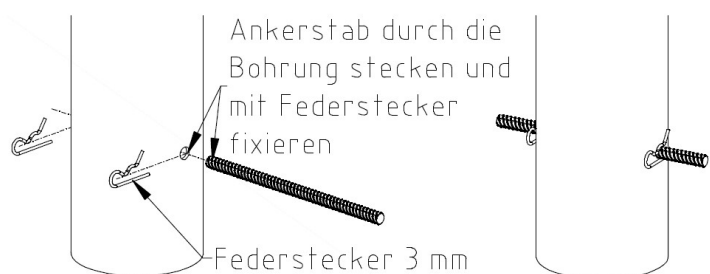 Ankerstab durch die
Bohrung stecken und
mit Federstecker
fixieren
Federstecker 3 mm